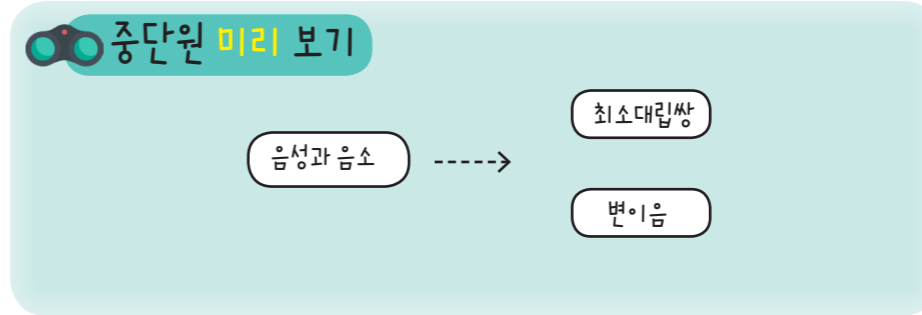 중단원 미리 보기
음성과 음소
최소대립쌍
변이음